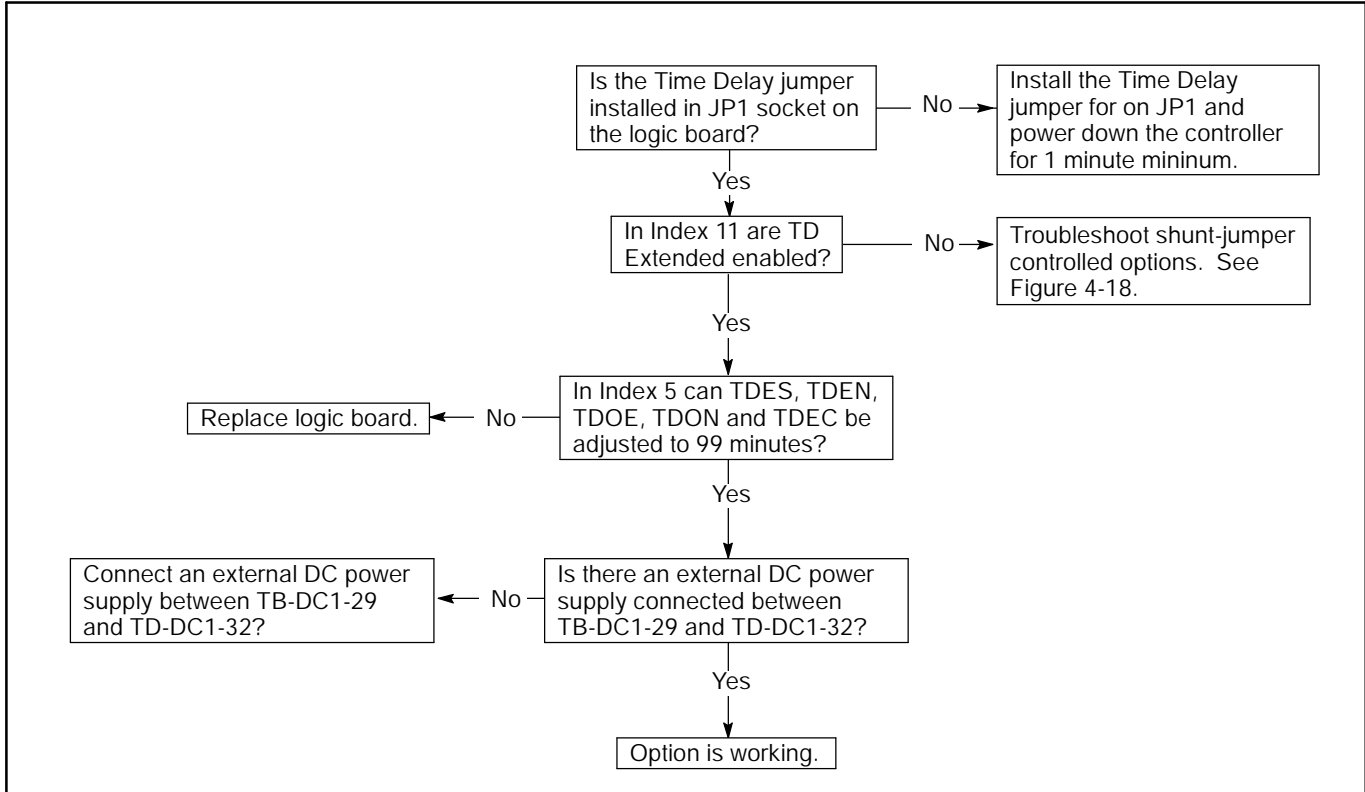 Is the Time Delay jumper
installed in JP1 socket on
the logic board?
No
Install the Time Delay
jumper for on JP1 and
power down the controller
for 1 minute mininum.
Yes
In Index 11 are TD
Extended enabled?
No
Troubleshoot shunt-jumper
controlled options. See
Figure 4-18.
Yes
In Index 5 can TDES, TDEN,
TDOE, TDON and TDEC be
adjusted to 99 minutes?
No
Replace logic board.
Yes
Is there an external DC power
supply connected between
TB-DC1-29 and TD-DC1-32?
No
Connect an external DC power
supply between TB-DC1-29
and TD-DC1-32?
Yes
Option is working.